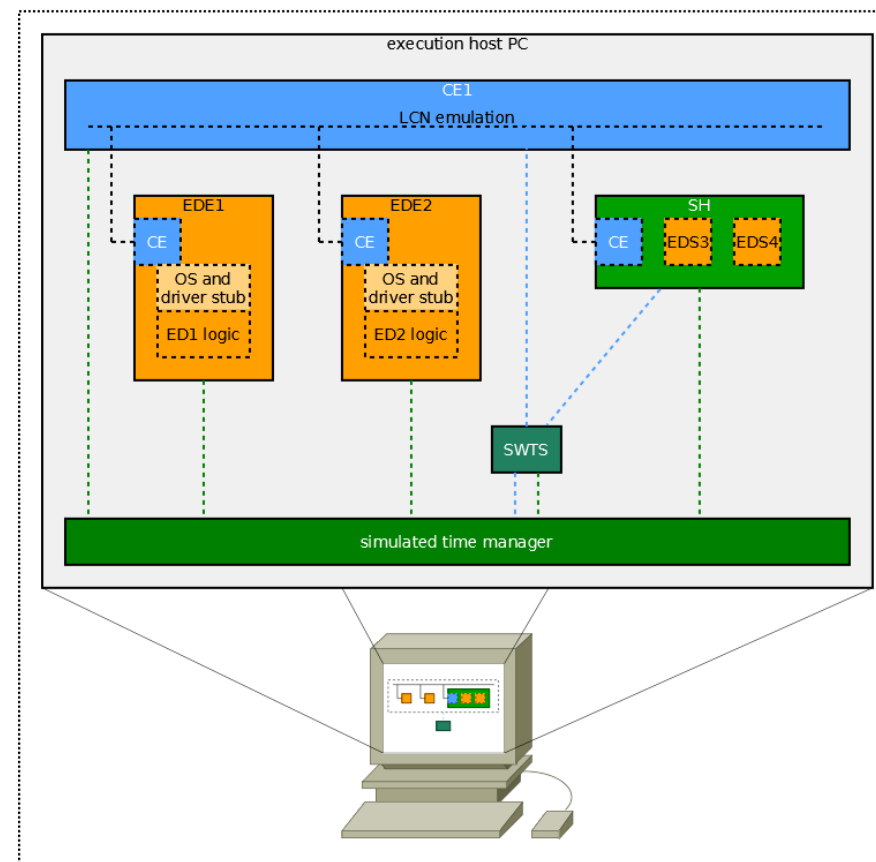 execution host PC
CE1
LCN emulation
EDE1
EDE2
SH
CE
CE
CE
EDS3
EDS4
OS and
driver stub
OS and
driver stub
ED1 logic
ED2 logic
SWTS
simulated time manager